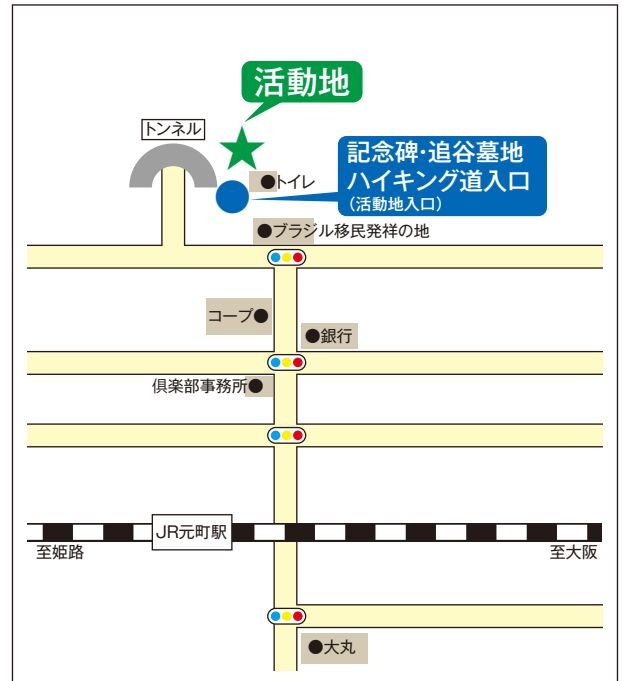 活動地
トンネル
記念碑・追谷墓地
ハイキング道入口
（活動地入口）
●トイレ
●ブラジル移民発祥の地
コープ●
●銀行
倶楽部事務所●
JR元町駅
至姫路
至大阪
●大丸